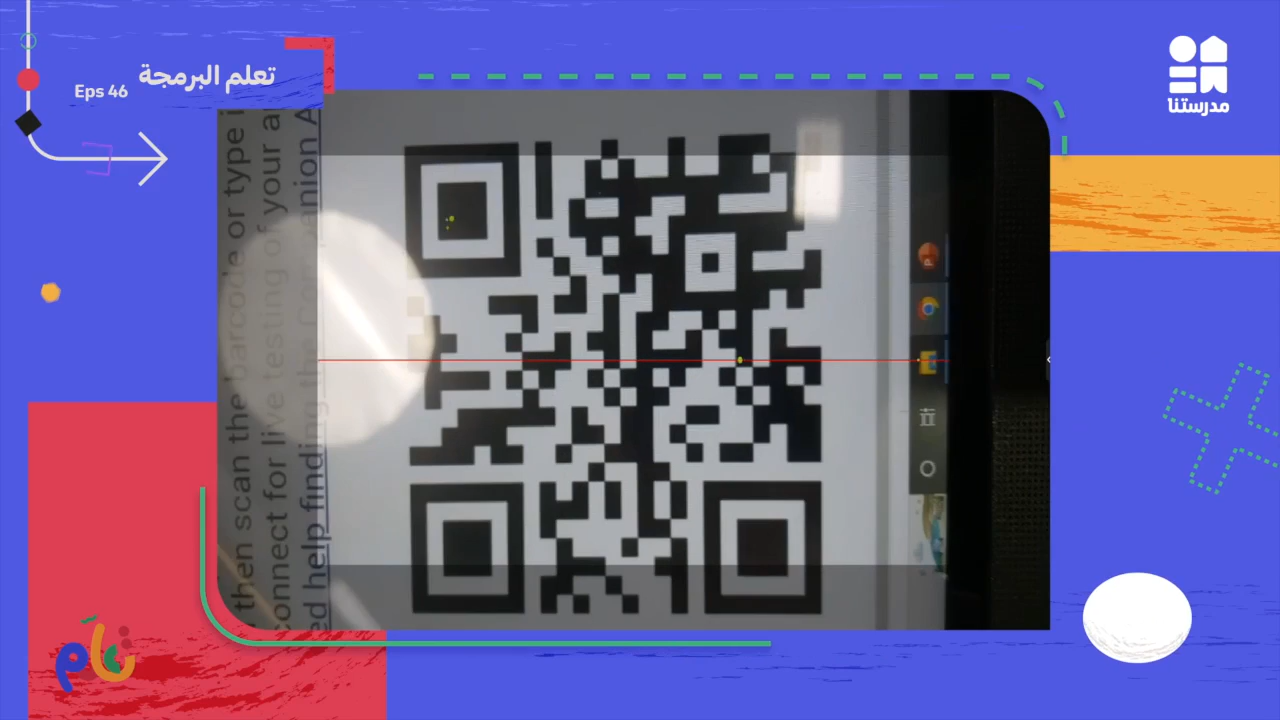 تعلم البرمجة
Eps 46
مدرستنا
then scan the barcode or type i
connect for live testing of your a
ed help finding the companion A
تمام